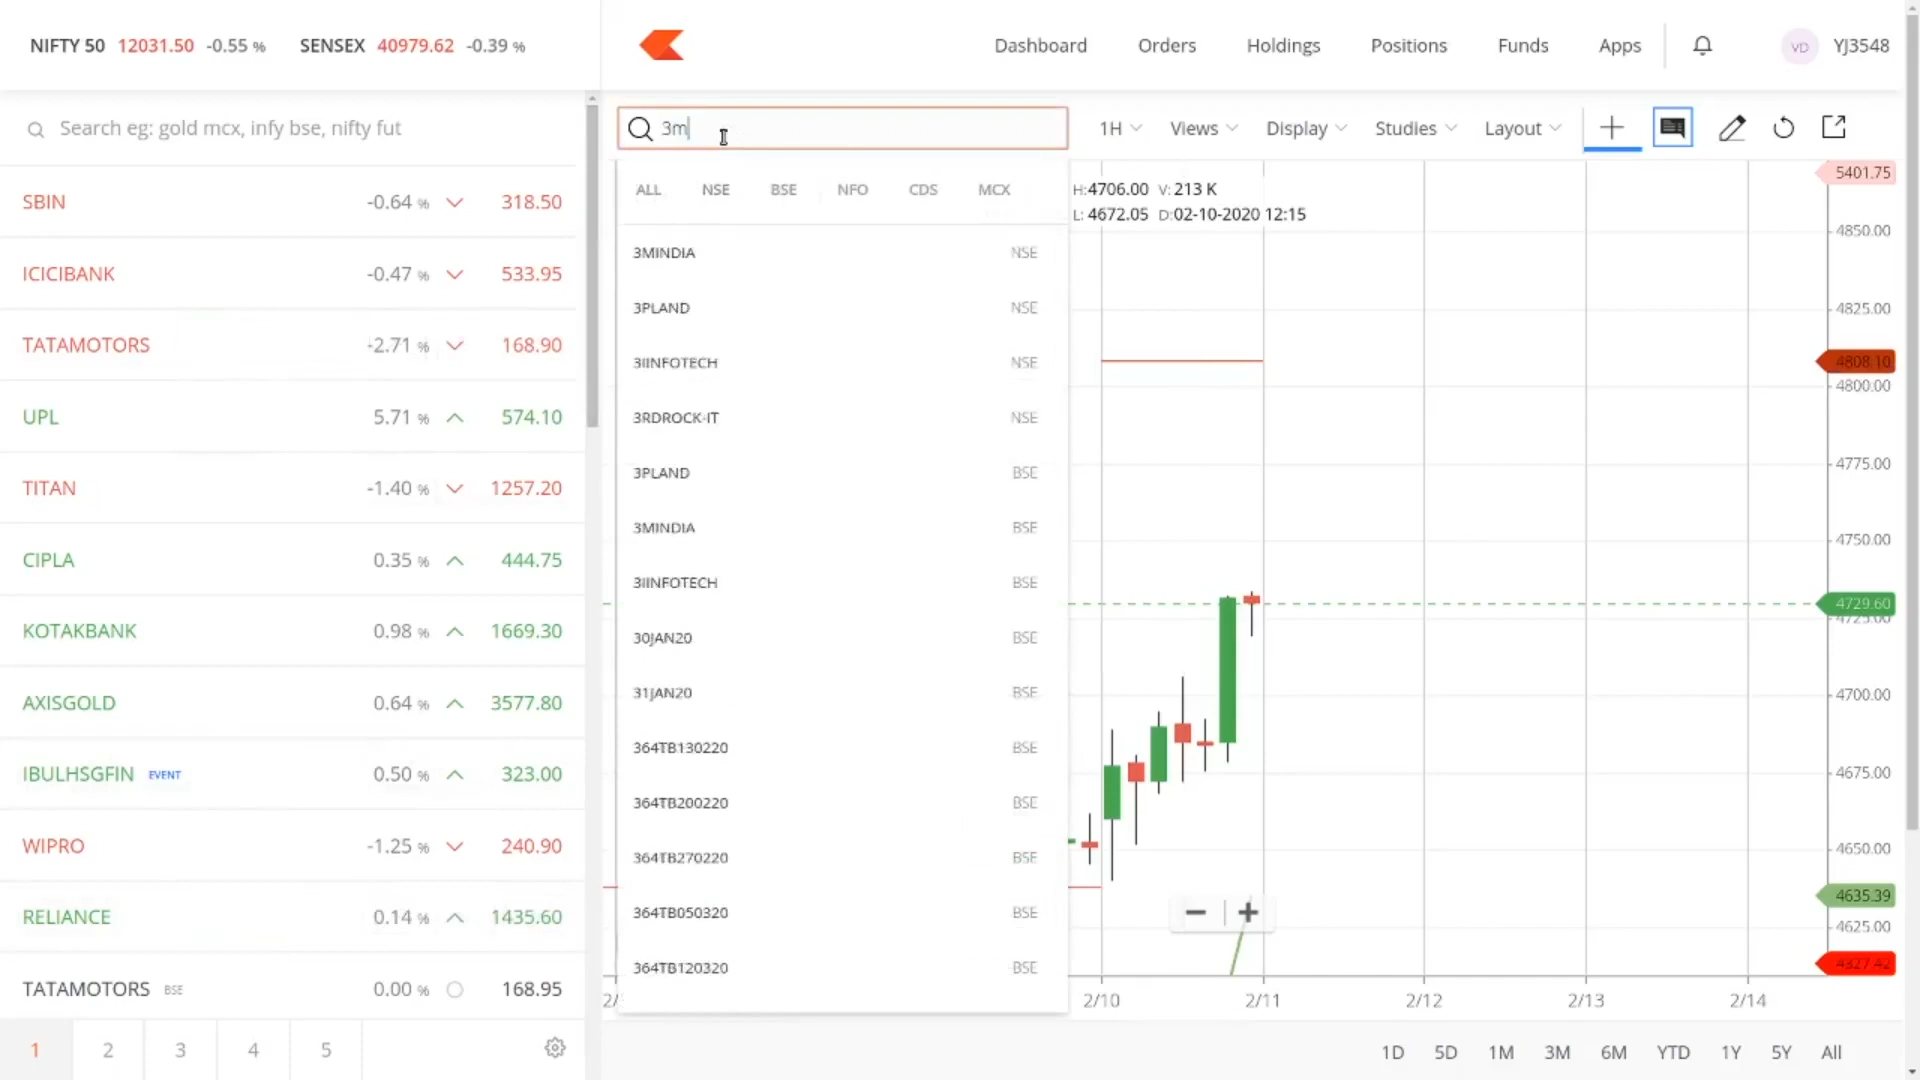 NIFTY 50 12031.50 -0.55 % SENSEX 40979.62 -0.39 %
Dashboard Orders Holdings Positions Funds Apps VD YJ3548
Search eg: gold mcx, infy bse, nifty fut
3m
1H Views Display Studies Layout
SBIN -0.64 % 318.50
ICICIBANK -0.47 % 533.95
TATAMOTORS -2.71 % 168.90
UPL 5.71 % 574.10
TITAN -1.40 % 1257.20
CIPLA 0.35 % 444.75
KOTAKBANK 0.98 % 1669.30
AXISGOLD 0.64 % 3577.80
IBULHSGFIN EVENT 0.50 % 323.00
WIPRO -1.25 % 240.90
RELIANCE 0.14 % 1435.60
TATAMOTORS BSE 0.00 % 168.95
1 2 3 4 5
ALL NSE BSE NFO CDS MCX
3MINDIA NSE
3PLAND NSE
3IINFOTECH NSE
3RDROCK-IT NSE
3PLAND BSE
3MINDIA BSE
3IINFOTECH BSE
30JAN20 BSE
31JAN20 BSE
364TB130220 BSE
364TB200220 BSE
364TB270220 BSE
364TB050320 BSE
364TB120320 BSE
H:4706.00 V: 213 K
L: 4672.05 D:02-10-2020 12:15
5401.75
4850.00
4825.00
4808.10
4800.00
4775.00
4750.00
4729.60
4725.00
4700.00
4675.00
4650.00
4635.39
4625.00
4327.42
2/ 2/10 2/11 2/12 2/13 2/14
1D 5D 1M 3M 6M YTD 1Y 5Y All